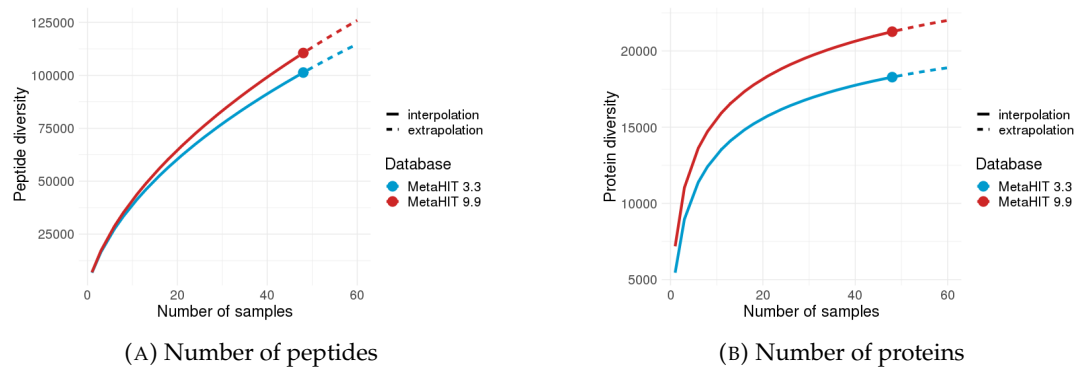 Peptide diversity
125000
100000
75000
50000
25000
0 20 40 60
Number of samples
interpolation
extrapolation
Database
MetaHIT 3.3
MetaHIT 9.9
(A) Number of peptides
Protein diversity
20000
15000
10000
5000
0 20 40 60
Number of samples
interpolation
extrapolation
Database
MetaHIT 3.3
MetaHIT 9.9
(B) Number of proteins